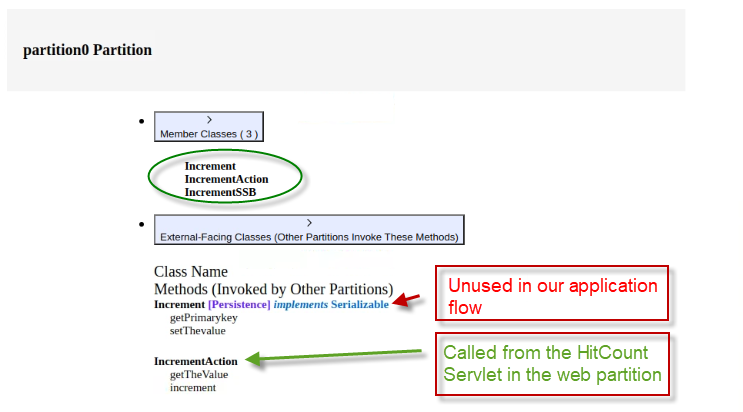 partition0 Partition
>
Member Classes ( 3 )
Increment
IncrementAction
IncrementSSB
>
External-Facing Classes (Other Partitions Invoke These Methods)
Class Name
Methods (Invoked by Other Partitions)
Increment [Persistence] implements Serializable
getPrimarykey
setThevalue
IncrementAction
getTheValue
increment
Unused in our application
flow
Called from the HitCount
Servlet in the web partition